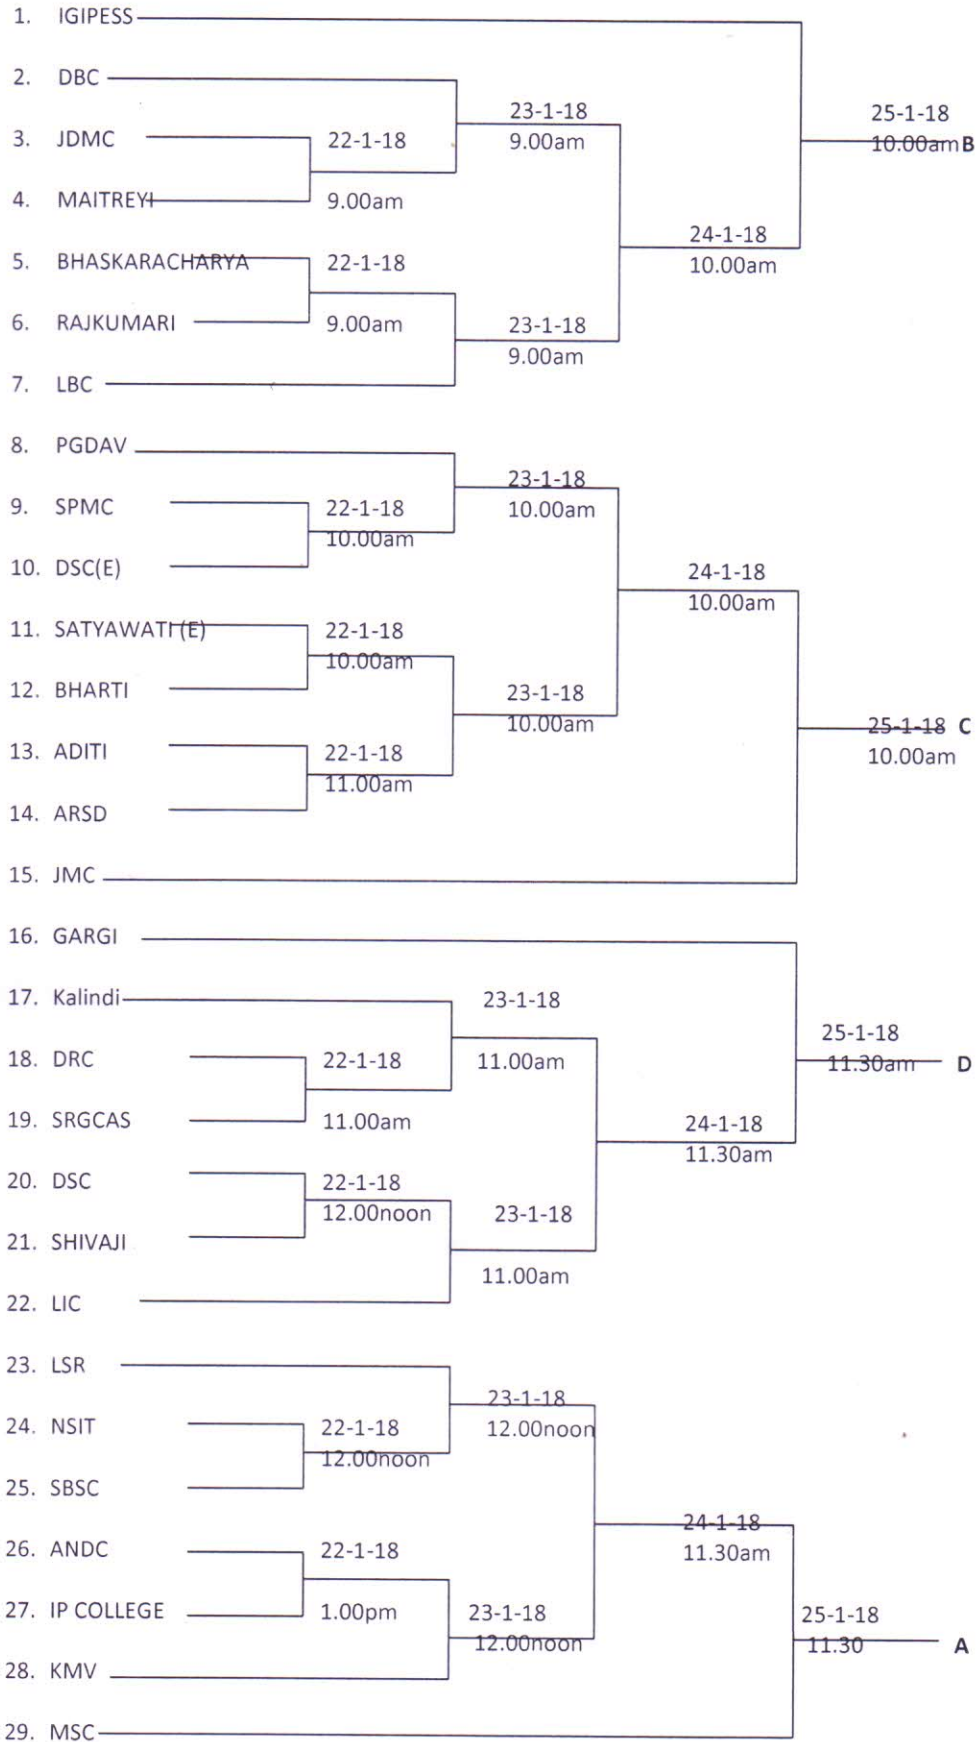 1. IGIPESS
2. DBC
23-1-18
25-1-18
3. JDMC 22-1-18 9.00am 10.00am B
4. MAITREYI 9.00am
24-1-18
5. BHASKARACHARYA 22-1-18 10.00am
6. RAJKUMARI 9.00am 23-1-18
9.00am
7. LBC
8. PGDAV
23-1-18
9. SPMC 22-1-18 10.00am
10.00am
10. DSC(E) 24-1-18
10.00am
11. SATYAWATI (E) 22-1-18
10.00am
12. BHARTI 23-1-18
10.00am 25-1-18 C
13. ADITI 22-1-18 10.00am
11.00am
14. ARSD
15. JMC
16. GARGI
17. Kalindi 23-1-18
25-1-18
18. DRC 22-1-18 11.00am 11.30am D
19. SRGCAS 11.00am 24-1-18
11.30am
20. DSC 22-1-18
12.00noon 23-1-18
21. SHIVAJI
11.00am
22. LIC
23. LSR
23-1-18
24. NSIT 22-1-18 12.00noon
12.00noon
25. SBSC
24-1-18
26. ANDC 22-1-18 11.30am
27. IP COLLEGE 1.00pm 23-1-18 25-1-18
12.00noon 11.30 A
28. KMV
29. MSC